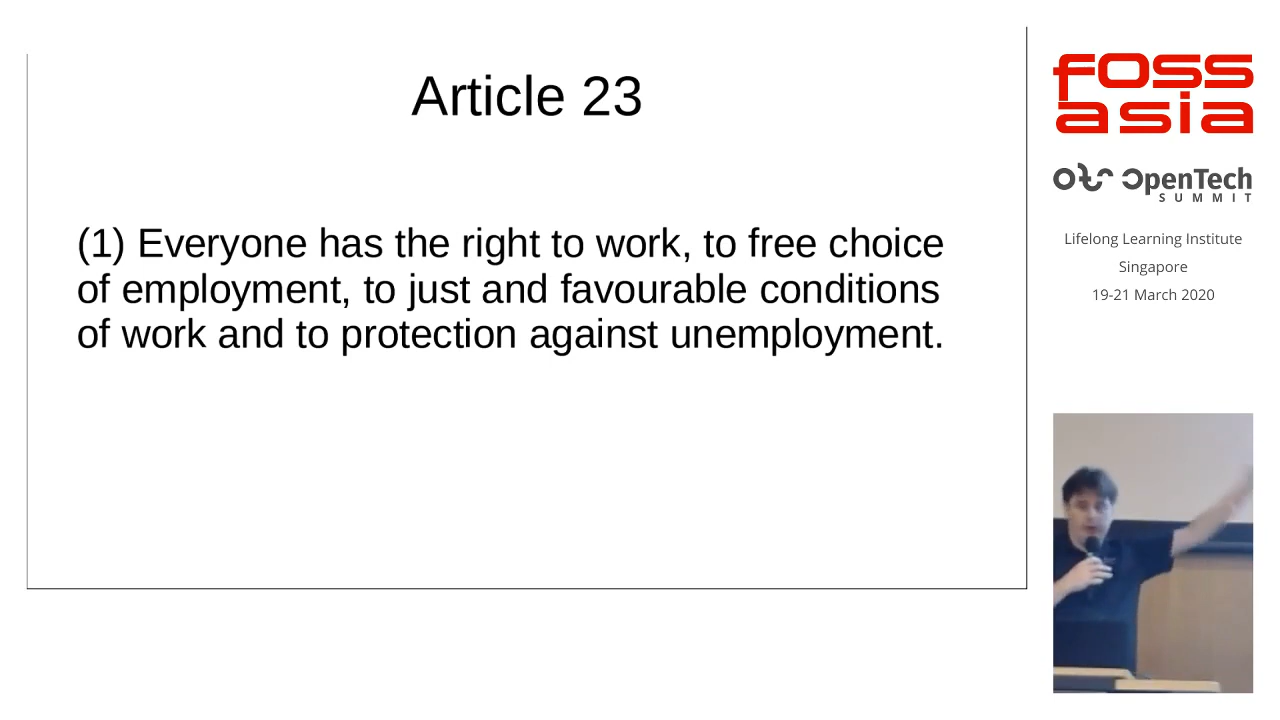 Article 23
(1) Everyone has the right to work, to free choice
of employment, to just and favourable conditions
of work and to protection against unemployment.
foss
asia
OpenTech
SUMMIT
Lifelong Learning Institute
Singapore
19-21 March 2020